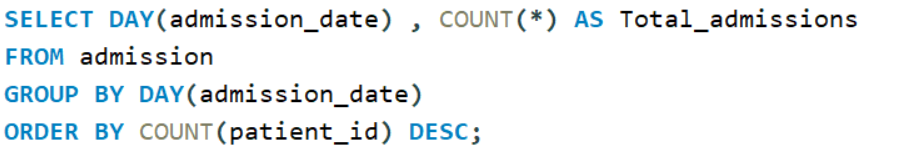 SELECT DAY(admission_date) , COUNT(*) AS Total_admissions
FROM admission
GROUP BY DAY(admission_date)
ORDER BY COUNT(patient_id) DESC;